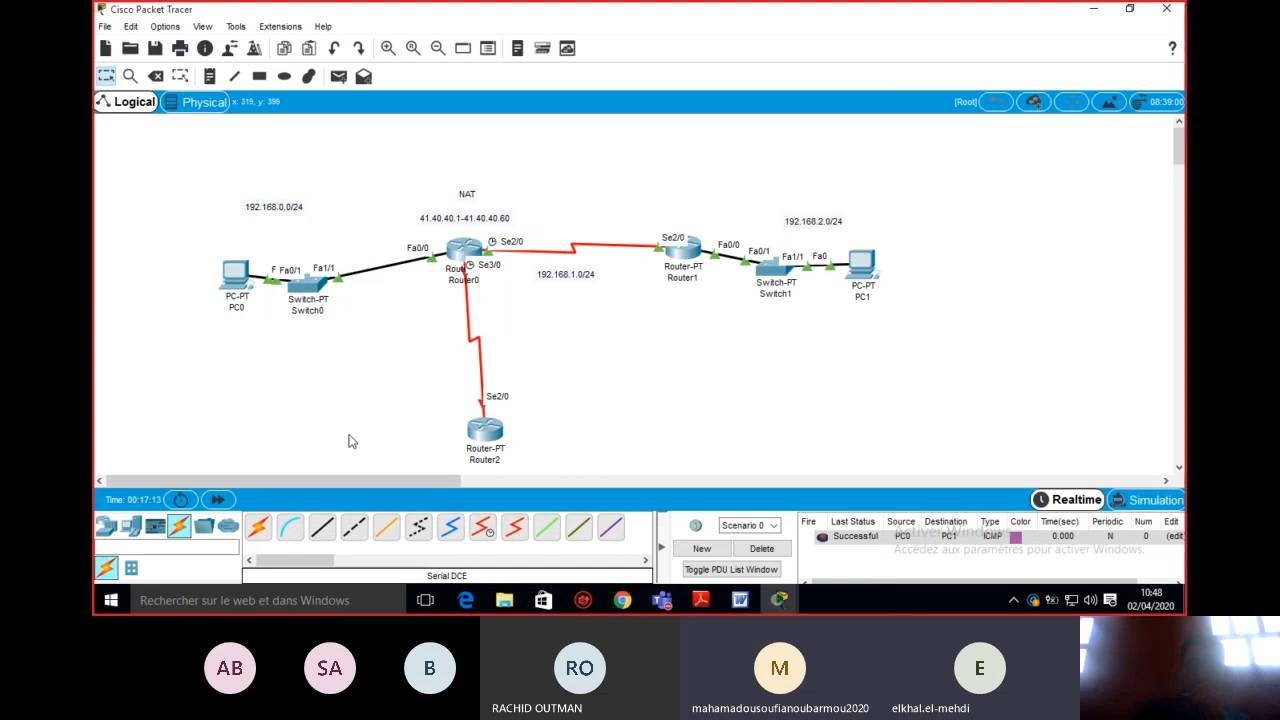 Cisco Packet Tracer
File Edit Options View Tools Extensions Help
Logical Physical x: 319, y: 399 [Root] 08:39:00
NAT
192.168.0.0/24
41.40.40.1-41.40.40.60
192.168.2.0/24
Se2/0
Se2/0
Fa0/0
Fa0/0
Fa0/1
Fa1/1
Fa0
F Fa0/1
Fa1/1
Se3/0
Router0
192.168.1.0/24
Router-PT
Router1
Switch-PT
Switch1
PC-PT
PC1
PC-PT
PC0
Switch-PT
Switch0
Se2/0
Router-PT
Router2
Time: 00:17:13 Realtime Simulation
Scenario 0
New Delete
Toggle PDU List Window
Fire Last Status Source Destination Type Color Time(sec) Periodic Num Edit
Successful PC0 PC1 ICMP 0.000 N 0 (edit
Activer Windows
Accédez aux paramètres pour activer Windows.
Serial DCE
Rechercher sur le web et dans Windows
10:48
02/04/2020
AB SA B RO M E
RACHID OUTMAN mahamadousoufianoubarmou2020 elkhal.el-mehdi